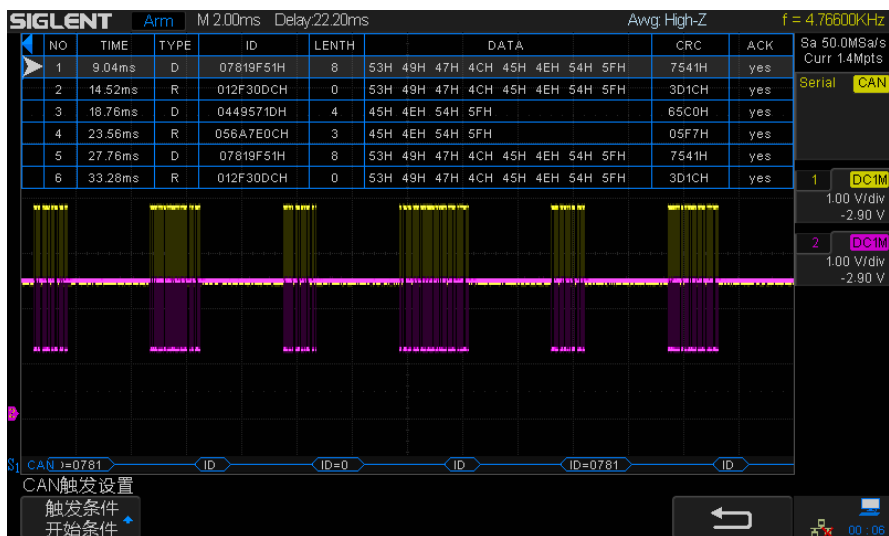 SIGLENT Arm M 2.00ms Delay:22.20ms Awg: High-Z f = 4.76600KHz
NO TIME TYPE ID LENTH DATA CRC ACK
1 9.04ms D 07819F51H 8 53H 49H 47H 4CH 45H 4EH 54H 5FH 7541H yes
2 14.52ms R 012F30DCH 0 53H 49H 47H 4CH 45H 4EH 54H 5FH 3D1CH yes
3 18.76ms D 0449571DH 4 45H 4EH 54H 5FH 65C0H yes
4 23.56ms R 056A7E0CH 3 45H 4EH 54H 5FH 05F7H yes
5 27.76ms D 07819F51H 8 53H 49H 47H 4CH 45H 4EH 54H 5FH 7541H yes
6 33.28ms R 012F30DCH 0 53H 49H 47H 4CH 45H 4EH 54H 5FH 3D1CH yes
Sa 50.0MSa/s
Curr 1.4Mpts
Serial CAN
1 DC1M
1.00 V/div
-2.90 V
2 DC1M
1.00 V/div
-2.90 V
S1 CAN )=0781 ID ID=0 ID ID=0781 ID
CAN触发设置
触发条件
开始条件
00:06